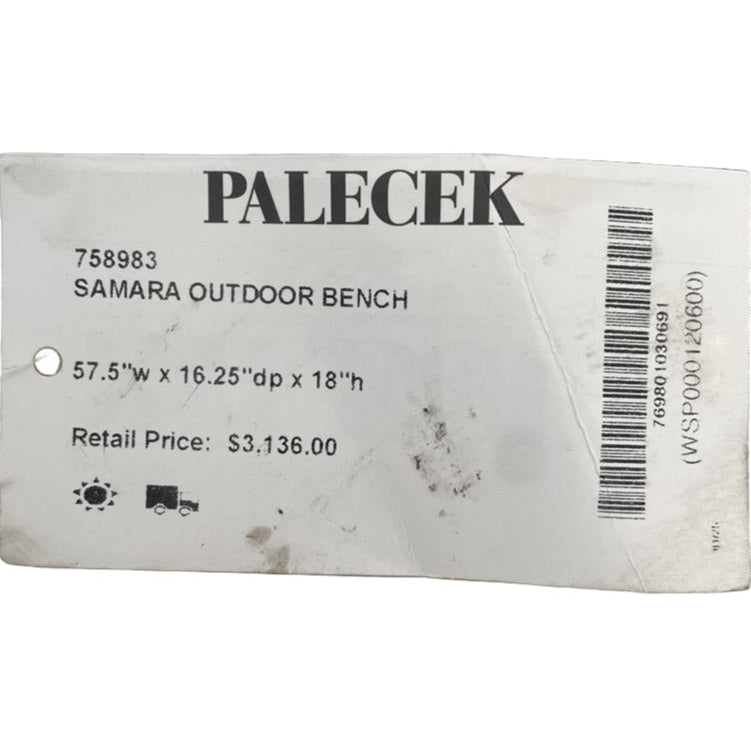 PALECEK
758983
SAMARA OUTDOOR BENCH
57.5"w x 16.25"dp x 18"h
Retail Price: $3,136.00
769801030691
(WSP000120600)